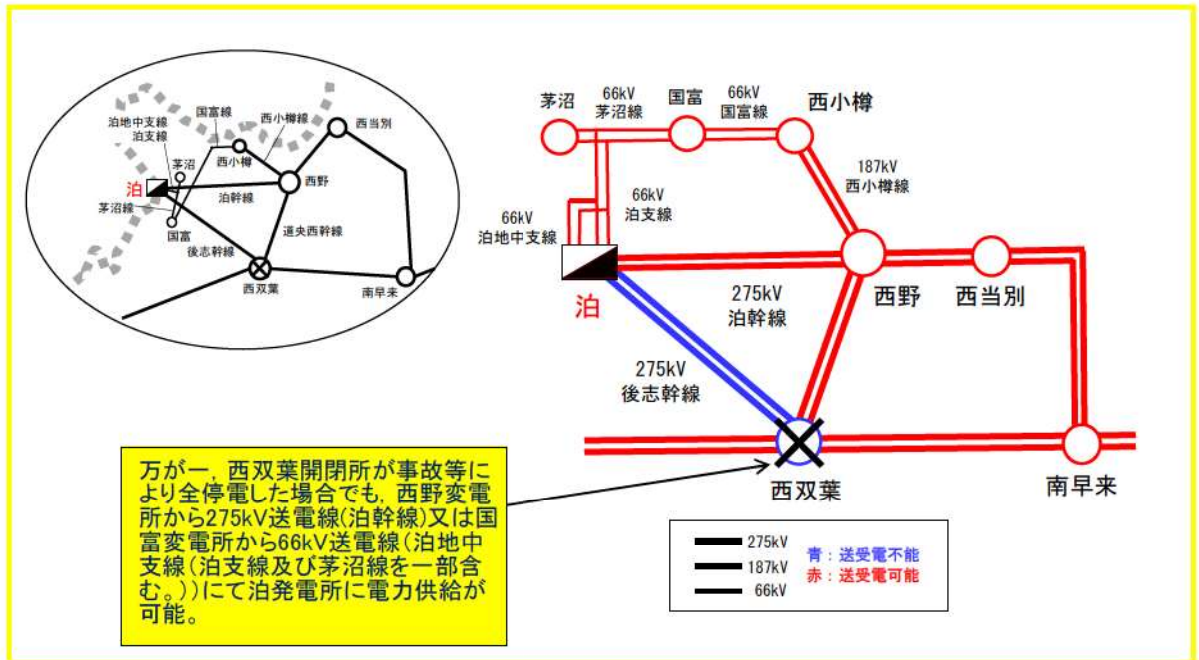 国富線
西小樽線
泊地中支線
泊支線
西当別
西小樽
茅沼
西野
泊
泊幹線
茅沼線
国富
道央西幹線
後志幹線
西双葉
南早来
茅沼
66kV
茅沼線
国富
66kV
国富線
西小樽
187kV
西小樽線
66kV
泊支線
66kV
泊地中支線
泊
275kV
泊幹線
西野
西当別
275kV
後志幹線
西双葉
南早来
万が一，西双葉開閉所が事故等に
より全停電した場合でも，西野変電
所から275kV送電線(泊幹線)又は国
富変電所から66kV送電線（泊地中
支線（泊支線及び茅沼線を一部含
む。））にて泊発電所に電力供給が
可能。
275kV
187kV
66kV
青：送受電不能
赤：送受電可能